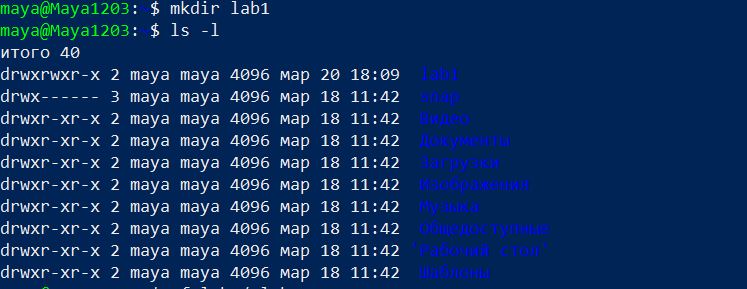 maya@Maya1203:~$ mkdir lab1
maya@Maya1203:~$ ls -l
итого 40
drwxrwxr-x 2 maya maya 4096 мар 20 18:09 lab1
drwx------ 3 maya maya 4096 мар 18 11:42 snap
drwxr-xr-x 2 maya maya 4096 мар 18 11:42 Видео
drwxr-xr-x 2 maya maya 4096 мар 18 11:42 Документы
drwxr-xr-x 2 maya maya 4096 мар 18 11:42 Загрузки
drwxr-xr-x 2 maya maya 4096 мар 18 11:42 Изображения
drwxr-xr-x 2 maya maya 4096 мар 18 11:42 Музыка
drwxr-xr-x 2 maya maya 4096 мар 18 11:42 Общедоступные
drwxr-xr-x 2 maya maya 4096 мар 18 11:42 'Рабочий стол'
drwxr-xr-x 2 maya maya 4096 мар 18 11:42 Шаблоны